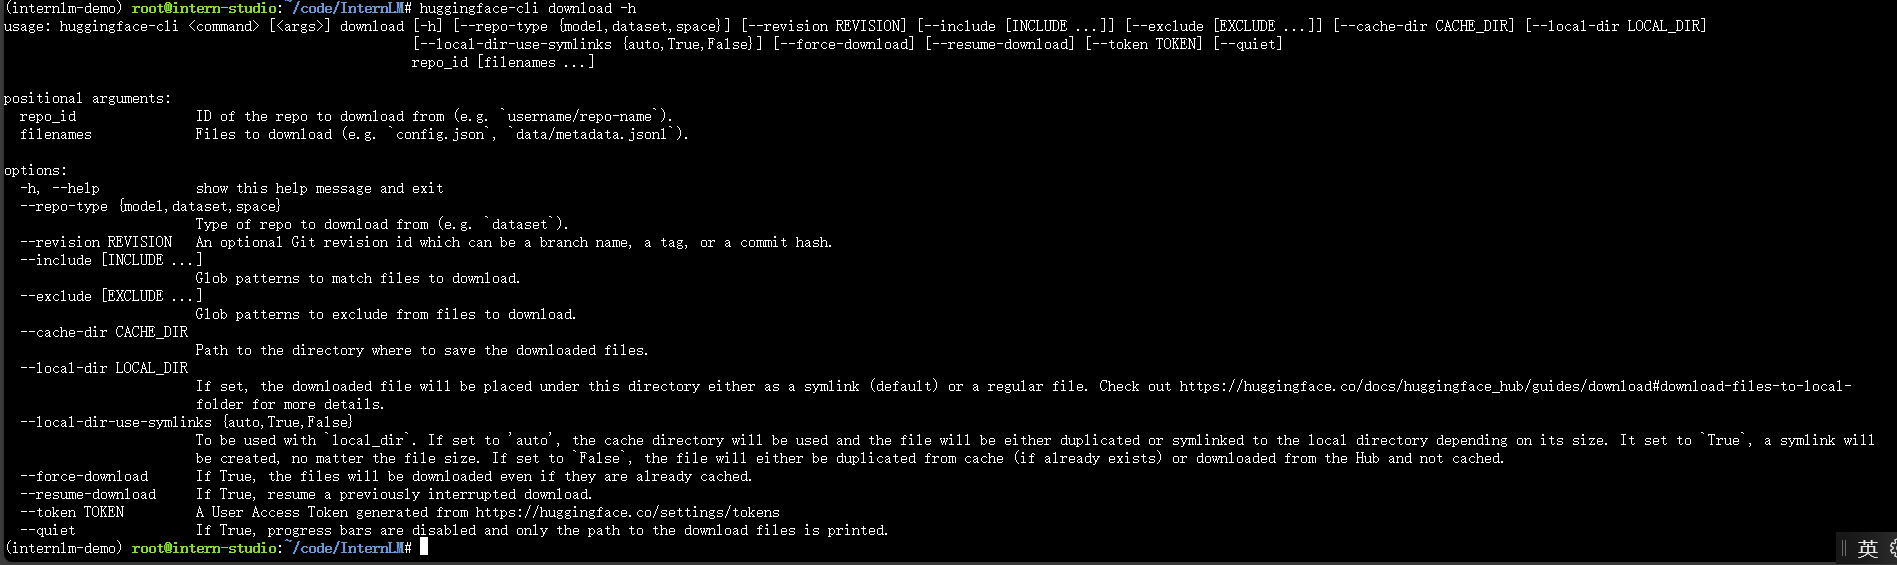 (internlm-demo) root@intern-studio:~/code/InternLM# huggingface-cli download -h
usage: huggingface-cli <command> [<args>] download [-h] [--repo-type {model,dataset,space}] [--revision REVISION] [--include [INCLUDE ...]] [--exclude [EXCLUDE ...]] [--cache-dir CACHE_DIR] [--local-dir LOCAL_DIR]
[--local-dir-use-symlinks {auto,True,False}] [--force-download] [--resume-download] [--token TOKEN] [--quiet]
repo_id [filenames ...]
positional arguments:
repo_id ID of the repo to download from (e.g. `username/repo-name`).
filenames Files to download (e.g. `config.json`, `data/metadata.jsonl`).
options:
-h, --help show this help message and exit
--repo-type {model,dataset,space}
Type of repo to download from (e.g. `dataset`).
--revision REVISION An optional Git revision id which can be a branch name, a tag, or a commit hash.
--include [INCLUDE ...]
Glob patterns to match files to download.
--exclude [EXCLUDE ...]
Glob patterns to exclude from files to download.
--cache-dir CACHE_DIR
Path to the directory where to save the downloaded files.
--local-dir LOCAL_DIR
If set, the downloaded file will be placed under this directory either as a symlink (default) or a regular file. Check out https://huggingface.co/docs/huggingface_hub/guides/download#download-files-to-local-
folder for more details.
--local-dir-use-symlinks {auto,True,False}
To be used with `local_dir`. If set to 'auto', the cache directory will be used and the file will be either duplicated or symlinked to the local directory depending on its size. It set to `True`, a symlink will
be created, no matter the file size. If set to `False`, the file will either be duplicated from cache (if already exists) or downloaded from the Hub and not cached.
--force-download If True, the files will be downloaded even if they are already cached.
--resume-download If True, resume a previously interrupted download.
--token TOKEN A User Access Token generated from https://huggingface.co/settings/tokens
--quiet If True, progress bars are disabled and only the path to the download files is printed.
(internlm-demo) root@intern-studio:~/code/InternLM#
英